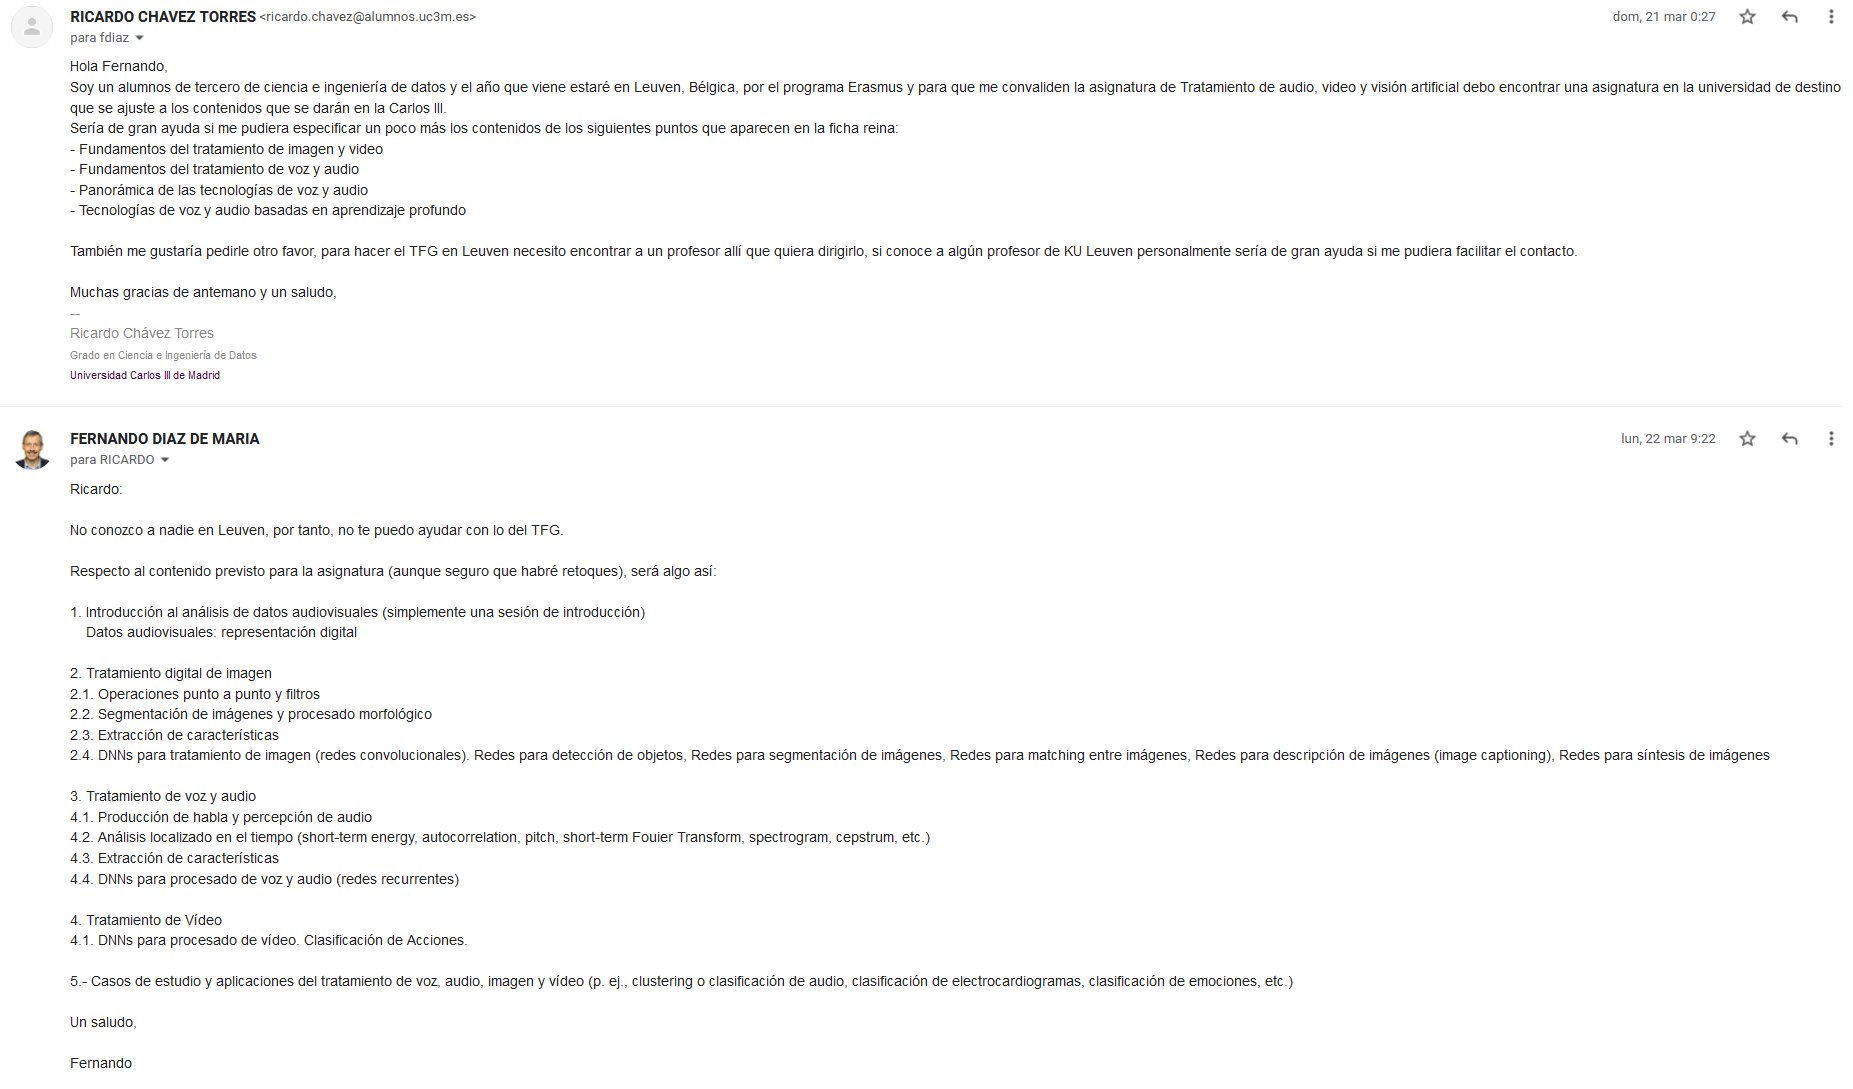 RICARDO CHAVEZ TORRES <ricardo.chavez@alumnos.uc3m.es>
dom, 21 mar 0:27
para fdiaz
Hola Fernando,
Soy un alumnos de tercero de ciencia e ingeniería de datos y el año que viene estaré en Leuven, Bélgica, por el programa Erasmus y para que me convaliden la asignatura de Tratamiento de audio, video y visión artificial debo encontrar una asignatura en la universidad de destino
que se ajuste a los contenidos que se darán en la Carlos III.
Sería de gran ayuda si me pudiera especificar un poco más los contenidos de los siguientes puntos que aparecen en la ficha reina:
- Fundamentos del tratamiento de imagen y video
- Fundamentos del tratamiento de voz y audio
- Panorámica de las tecnologías de voz y audio
- Tecnologías de voz y audio basadas en aprendizaje profundo
También me gustaría pedirle otro favor, para hacer el TFG en Leuven necesito encontrar a un profesor allí que quiera dirigirlo, si conoce a algún profesor de KU Leuven personalmente sería de gran ayuda si me pudiera facilitar el contacto.
Muchas gracias de antemano y un saludo,
--
Ricardo Chávez Torres
Grado en Ciencia e Ingeniería de Datos
Universidad Carlos III de Madrid
FERNANDO DIAZ DE MARIA
lun, 22 mar 9:22
para RICARDO
Ricardo:
No conozco a nadie en Leuven, por tanto, no te puedo ayudar con lo del TFG.
Respecto al contenido previsto para la asignatura (aunque seguro que habré retoques), será algo así:
1. Introducción al análisis de datos audiovisuales (simplemente una sesión de introducción)
Datos audiovisuales: representación digital
2. Tratamiento digital de imagen
2.1. Operaciones punto a punto y filtros
2.2. Segmentación de imágenes y procesado morfológico
2.3. Extracción de características
2.4. DNNs para tratamiento de imagen (redes convolucionales). Redes para detección de objetos, Redes para segmentación de imágenes, Redes para matching entre imágenes, Redes para descripción de imágenes (image captioning), Redes para síntesis de imágenes
3. Tratamiento de voz y audio
4.1. Producción de habla y percepción de audio
4.2. Análisis localizado en el tiempo (short-term energy, autocorrelation, pitch, short-term Fouier Transform, spectrogram, cepstrum, etc.)
4.3. Extracción de características
4.4. DNNs para procesado de voz y audio (redes recurrentes)
4. Tratamiento de Vídeo
4.1. DNNs para procesado de vídeo. Clasificación de Acciones.
5.- Casos de estudio y aplicaciones del tratamiento de voz, audio, imagen y vídeo (p. ej., clustering o clasificación de audio, clasificación de electrocardiogramas, clasificación de emociones, etc.)
Un saludo,
Fernando